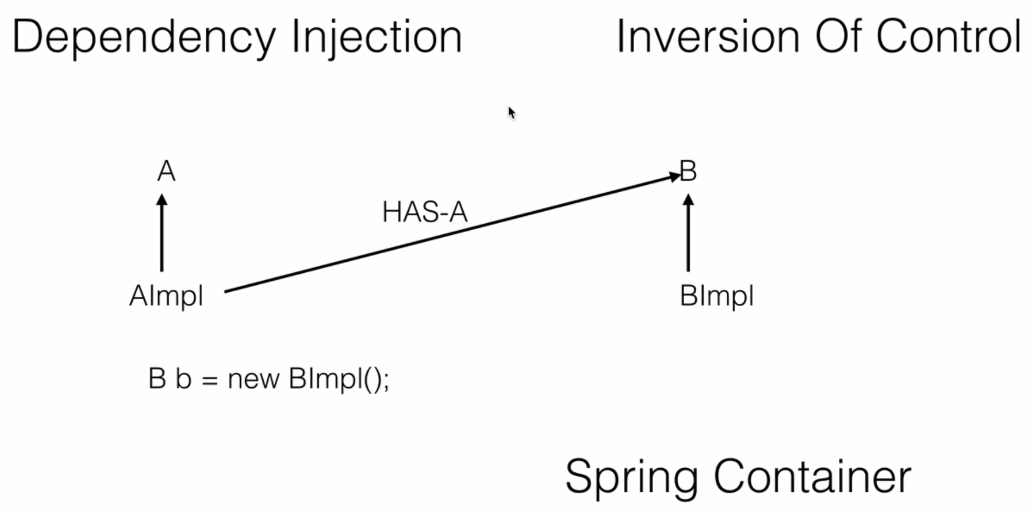 Dependency Injection
Inversion Of Control
A
B
HAS-A
AImpl
BImpl
B b = new BImpl();
Spring Container